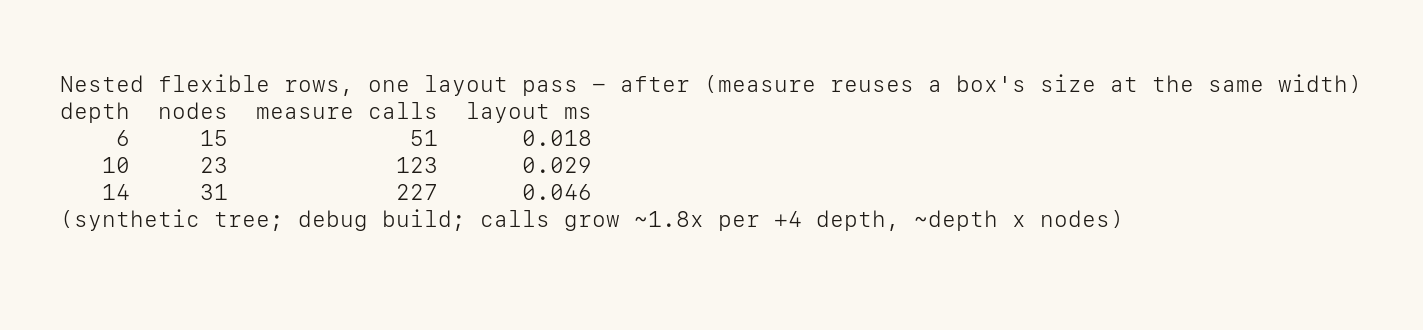 Nested flexible rows, one layout pass — after (measure reuses a box's size at the same width)
depth  nodes  measure calls  layout ms
    6     15             51      0.018
   10     23            123      0.029
   14     31            227      0.046
(synthetic tree; debug build; calls grow ~1.8x per +4 depth, ~depth x nodes)